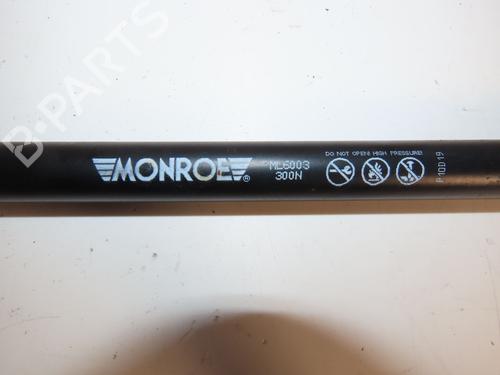 B-PARTS
MONROE®
ML6003
300N
DO NOT OPEN! HIGH PRESSURE!
P10D19